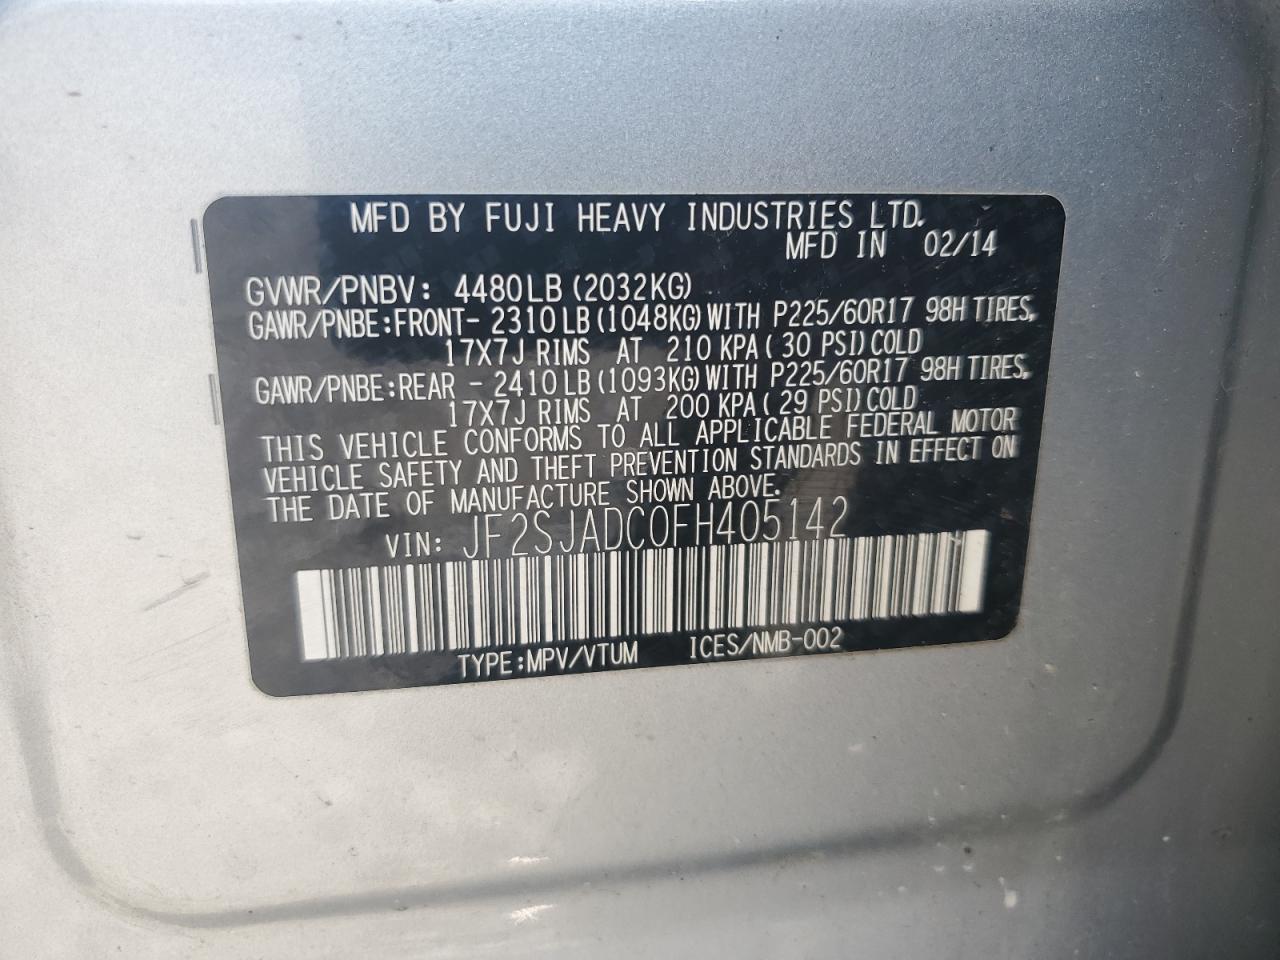 MFD BY FUJI HEAVY INDUSTRIES LTD.
MFD IN 02/14
GVWR/PNBV: 4480LB (2032KG)
GAWR/PNBE:FRONT- 2310LB(1048KG)WITH P225/60R17 98H TIRES,
17X7J RIMS AT 210 KPA( 30 PSI)COLD
GAWR/PNBE:REAR - 2410LB(1093KG)WITH P225/60R17 98H TIRES,
17X7J RIMS AT 200 KPA( 29 PSI)COLD
THIS VEHICLE CONFORMS TO ALL APPLICABLE FEDERAL MOTOR
VEHICLE SAFETY AND THEFT PREVENTION STANDARDS IN EFFECT ON
THE DATE OF MANUFACTURE SHOWN ABOVE.
VIN: JF2SJADC0FH405142
TYPE:MPV/VTUM ICES/NMB-002